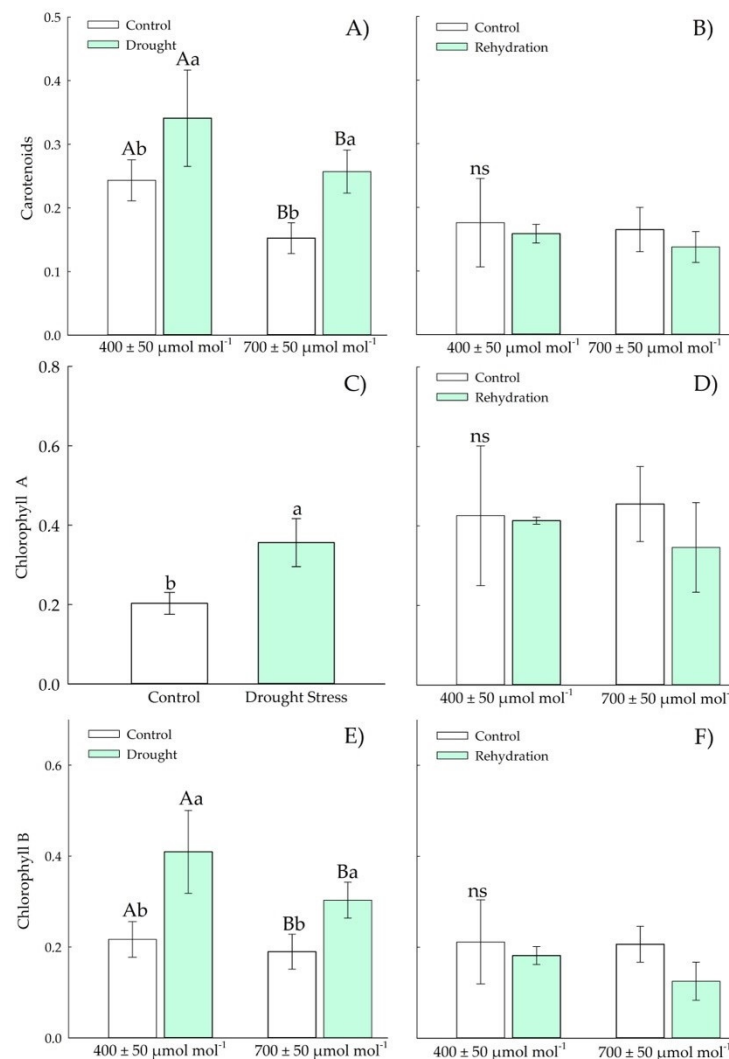 Control
Drought
A)
0.5
0.4
0.3
0.2
0.1
0.0
Carotenoids
Ab
Aa
Bb
Ba
400 ± 50 µmol mol⁻¹
700 ± 50 µmol mol⁻¹
Control
Rehydration
B)
ns
400 ± 50 µmol mol⁻¹
700 ± 50 µmol mol⁻¹
C)
0.8
0.6
0.4
0.2
0.0
Chlorophyll A
b
a
Control
Drought Stress
Control
Rehydration
D)
ns
400 ± 50 µmol mol⁻¹
700 ± 50 µmol mol⁻¹
Control
Drought
E)
0.6
0.4
0.2
0.0
Chlorophyll B
Ab
Aa
Bb
Ba
400 ± 50 µmol mol⁻¹
700 ± 50 µmol mol⁻¹
Control
Rehydration
F)
ns
400 ± 50 µmol mol⁻¹
700 ± 50 µmol mol⁻¹